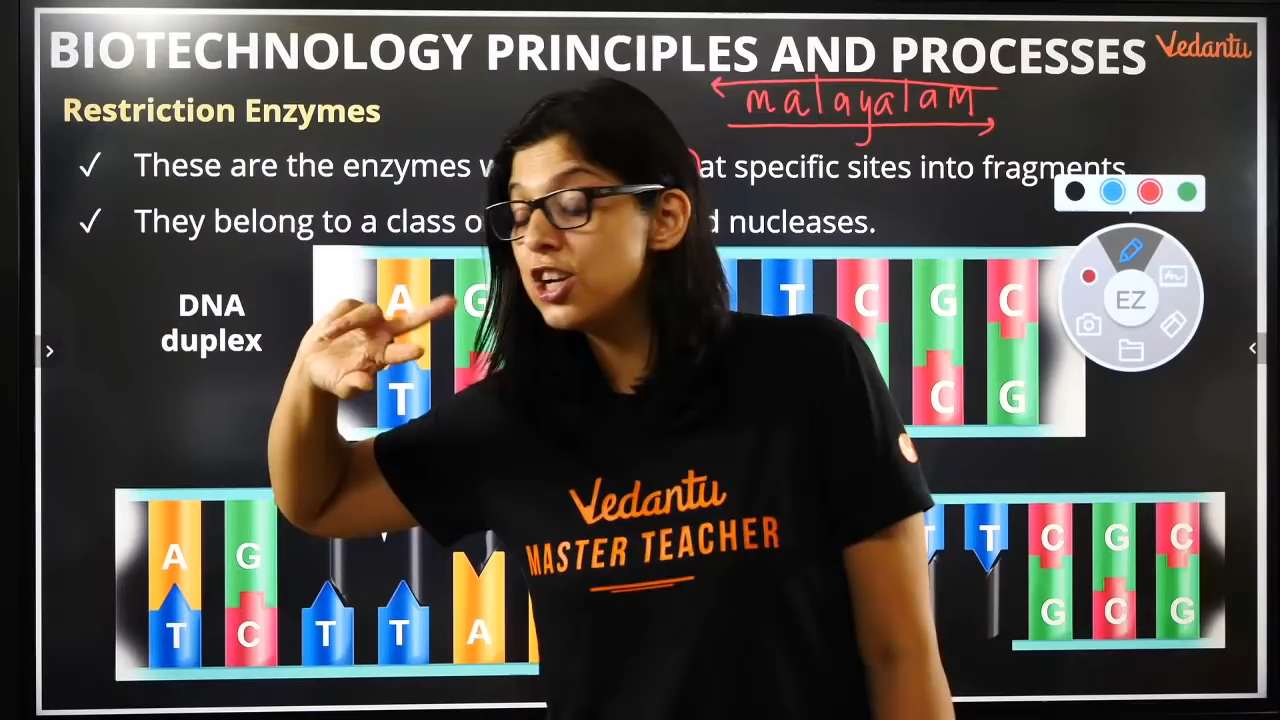 BIOTECHNOLOGY PRINCIPLES AND PROCESSES
Vedantu
malayalaM
Restriction Enzymes
✓ These are the enzymes at specific sites into fragments
✓ They belong to a class nucleases.
DNA
duplex
A G T C G C
T C G
EZ
Vedantu
MASTER TEACHER
A G T C G C
T C T T A G C G